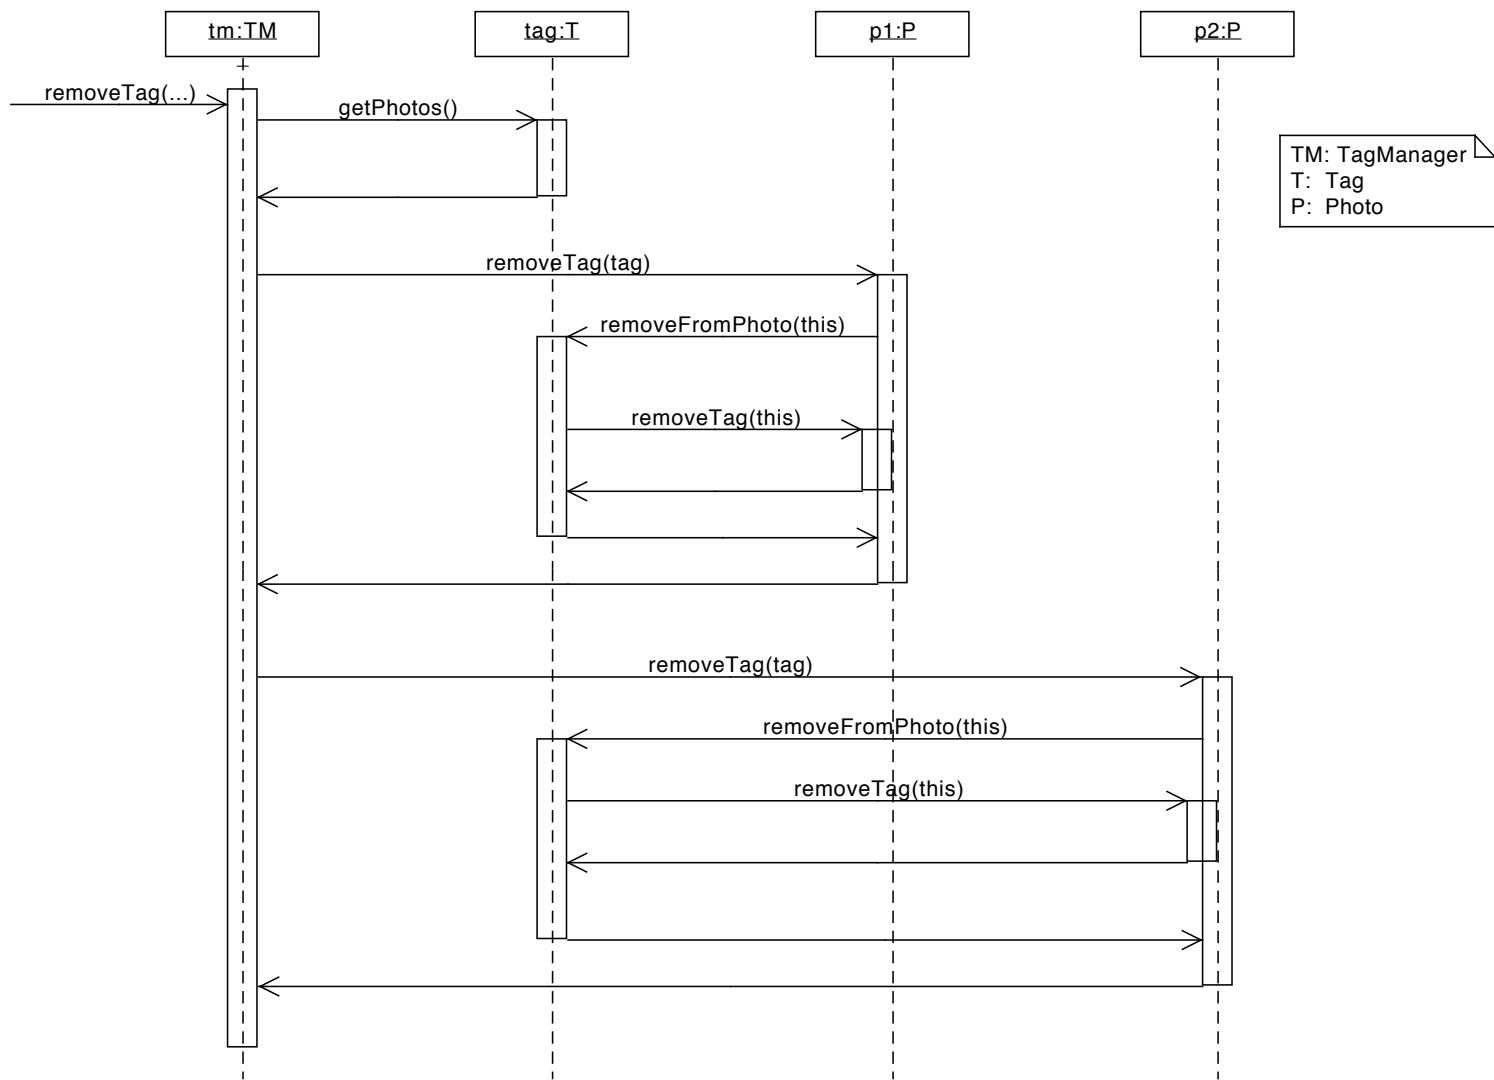 tm:TM
tag:T
p1:P
p2:P
removeTag(...)
getPhotos()
TM: TagManager
T: Tag
P: Photo
removeTag(tag)
removeFromPhoto(this)
removeTag(this)
removeTag(tag)
removeFromPhoto(this)
removeTag(this)